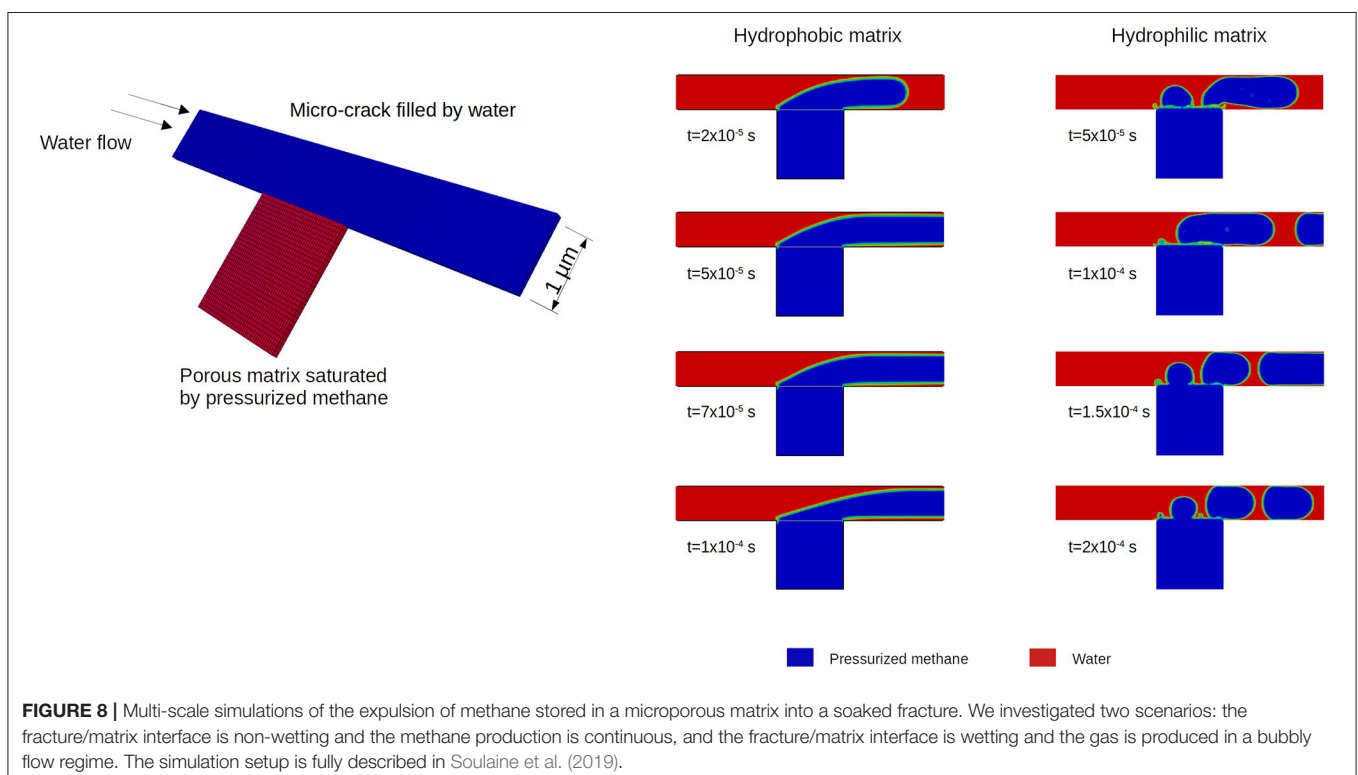 Hydrophobic matrix
Hydrophilic matrix
Micro-crack filled by water
Water flow
1 µm
Porous matrix saturated
by pressurized methane
t=2x10⁻⁵ s
t=5x10⁻⁵ s
t=7x10⁻⁵ s
t=1x10⁻⁴ s
t=5x10⁻⁵ s
t=1x10⁻⁴ s
t=1.5x10⁻⁴ s
t=2x10⁻⁴ s
Pressurized methane
Water
FIGURE 8 | Multi-scale simulations of the expulsion of methane stored in a microporous matrix into a soaked fracture. We investigated two scenarios: the
fracture/matrix interface is non-wetting and the methane production is continuous, and the fracture/matrix interface is wetting and the gas is produced in a bubbly
flow regime. The simulation setup is fully described in Soulaine et al. (2019).